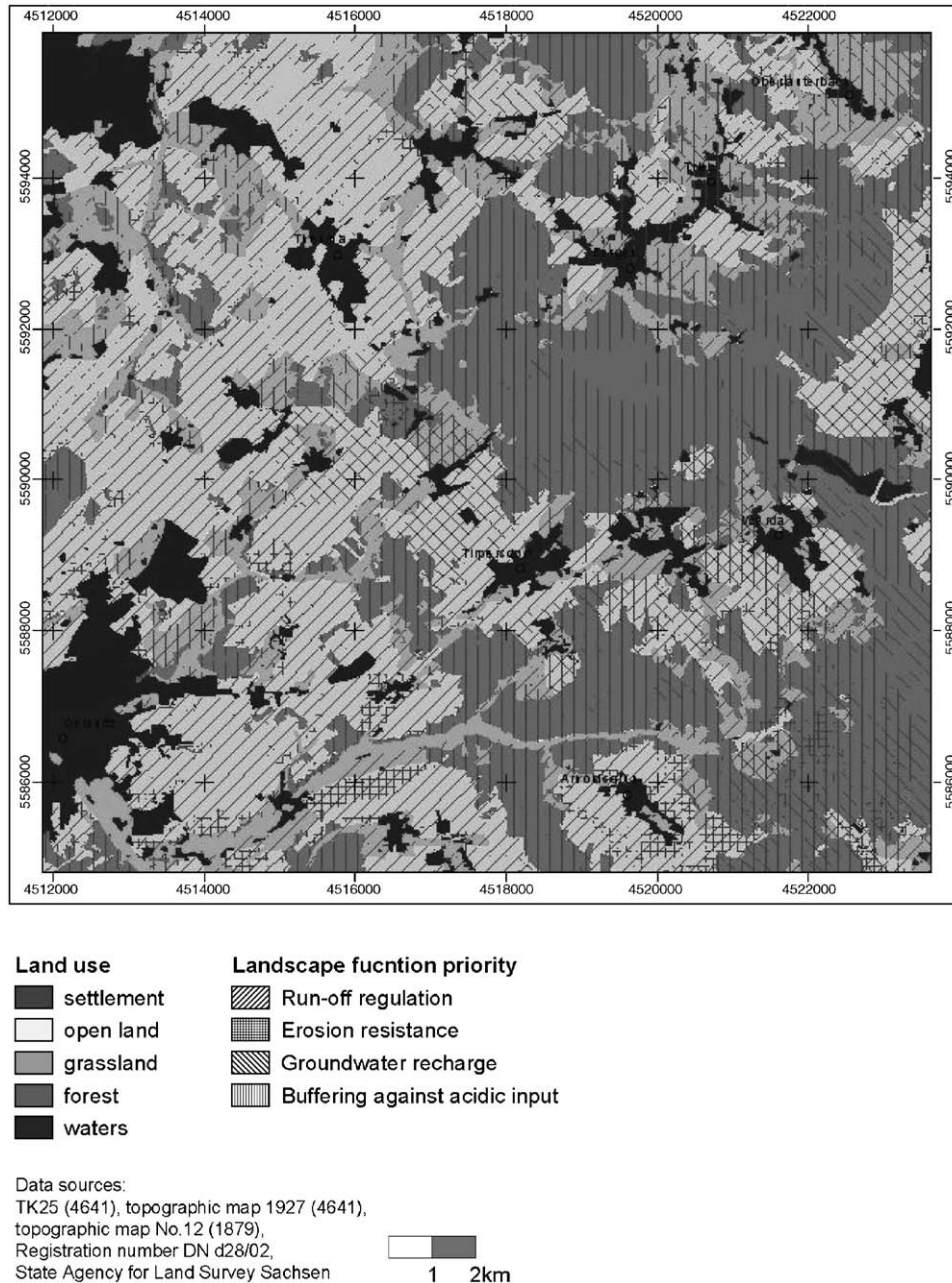 4512000 4514000 4516000 4518000 4520000 4522000
5594000 5594000
5592000 5592000
5590000 5590000
5588000 5588000
5586000 5586000
4512000 4514000 4516000 4518000 4520000 4522000
Land use Landscape fucntion priority
settlement Run-off regulation
open land Erosion resistance
grassland Groundwater recharge
forest Buffering against acidic input
waters
Data sources:
TK25 (4641), topographic map 1927 (4641),
topographic map No.12 (1879),
Registration number DN d28/02,
State Agency for Land Survey Sachsen
1 2km